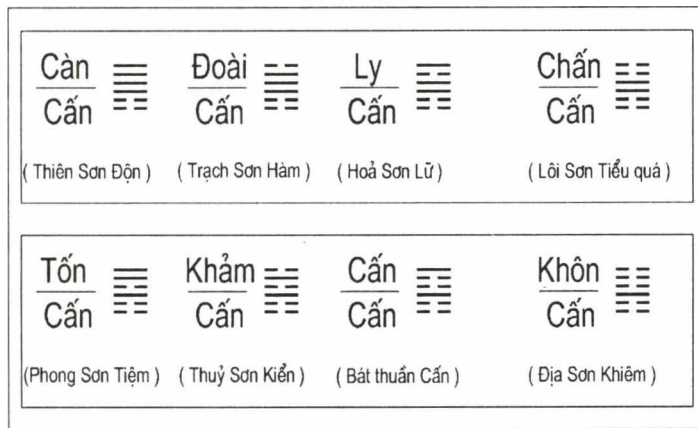 Càn Đoài Ly Chấn
Cấn Cấn Cấn Cấn
( Thiên Sơn Độn ) ( Trạch Sơn Hàm ) ( Hoả Sơn Lữ ) ( Lôi Sơn Tiểu quá )
Tốn Khảm Cấn Khôn
Cấn Cấn Cấn Cấn
(Phong Sơn Tiệm ) ( Thuỷ Sơn Kiển ) ( Bát thuần Cấn ) ( Địa Sơn Khiêm )